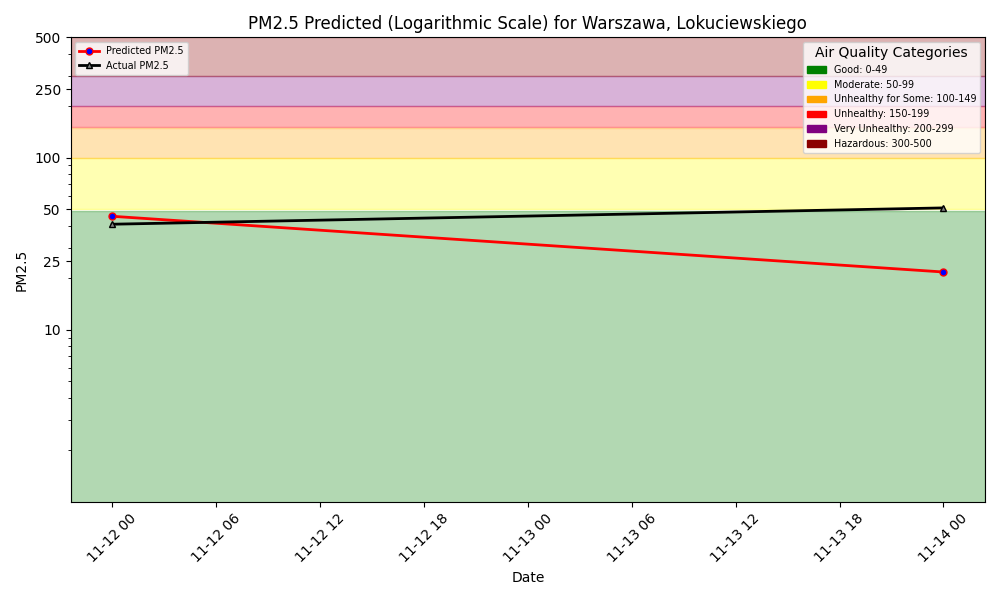 PM2.5 Predicted (Logarithmic Scale) for Warszawa, Lokuciewskiego
Predicted PM2.5
Actual PM2.5
Air Quality Categories
Good: 0-49
Moderate: 50-99
Unhealthy for Some: 100-149
Unhealthy: 150-199
Very Unhealthy: 200-299
Hazardous: 300-500
PM2.5
500
250
100
50
25
10
11-12 00
11-12 06
11-12 12
11-12 18
11-13 00
11-13 06
11-13 12
11-13 18
11-14 00
Date